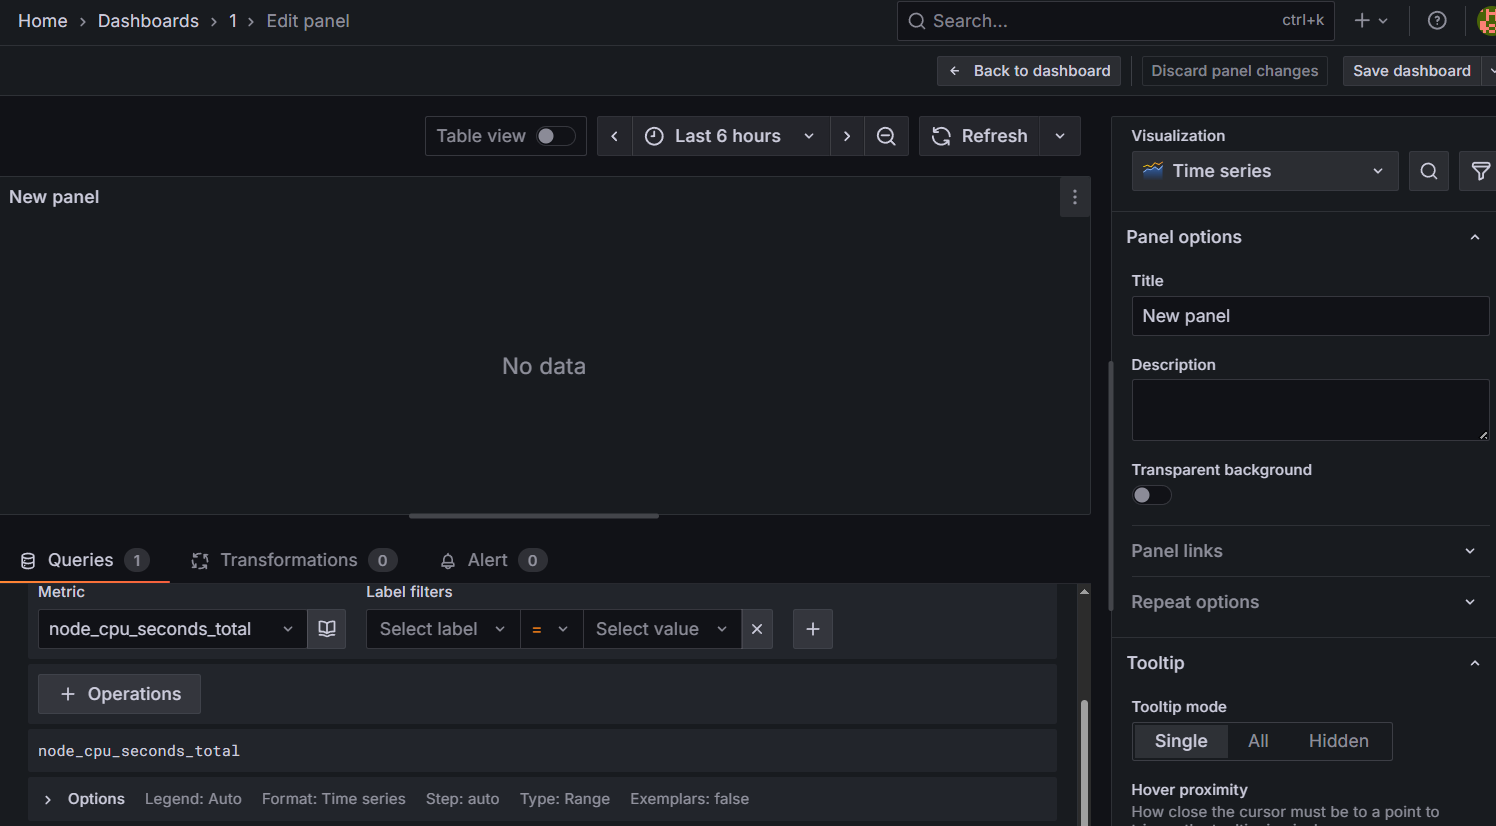 Home › Dashboards › 1 › Edit panel
Search...
ctrl+k
Back to dashboard
Discard panel changes
Save dashboard
Table view
Last 6 hours
Refresh
New panel
No data
Queries 1
Transformations 0
Alert 0
Metric
Label filters
node_cpu_seconds_total
Select label
=
Select value
+ Operations
node_cpu_seconds_total
Options
Legend: Auto
Format: Time series
Step: auto
Type: Range
Exemplars: false
Visualization
Time series
Panel options
Title
New panel
Description
Transparent background
Panel links
Repeat options
Tooltip
Tooltip mode
Single
All
Hidden
Hover proximity
How close the cursor must be to a point to